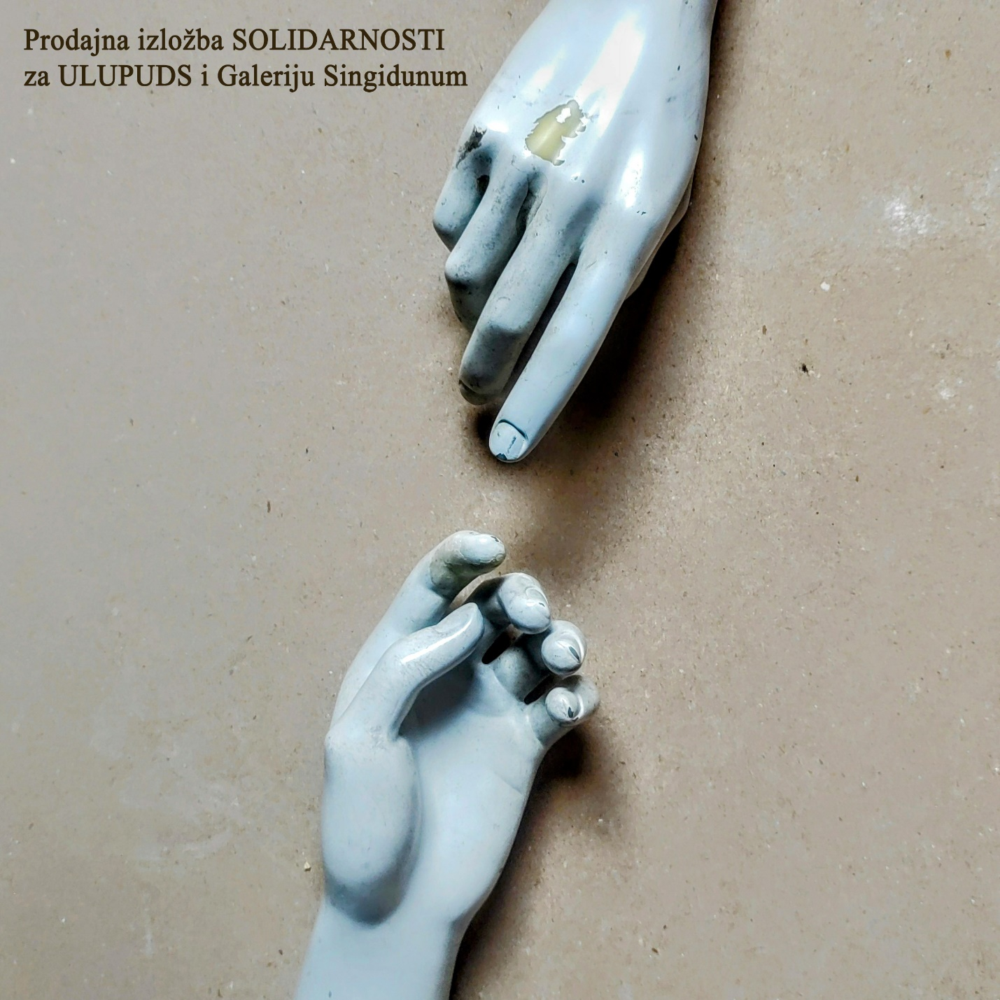 Prodajna izložba SOLIDARNOSTI
za ULUPUDS i Galeriju Singidunum